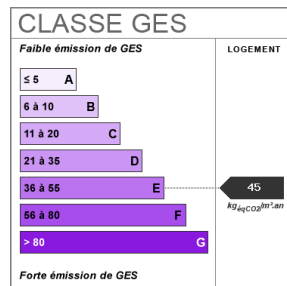 CLASSE GES
Faible émission de GES
LOGEMENT
≤ 5 A
6 à 10 B
11 à 20 C
21 à 35 D
36 à 55 E
45
kgéqCO2/m².an
56 à 80 F
> 80 G
Forte émission de GES